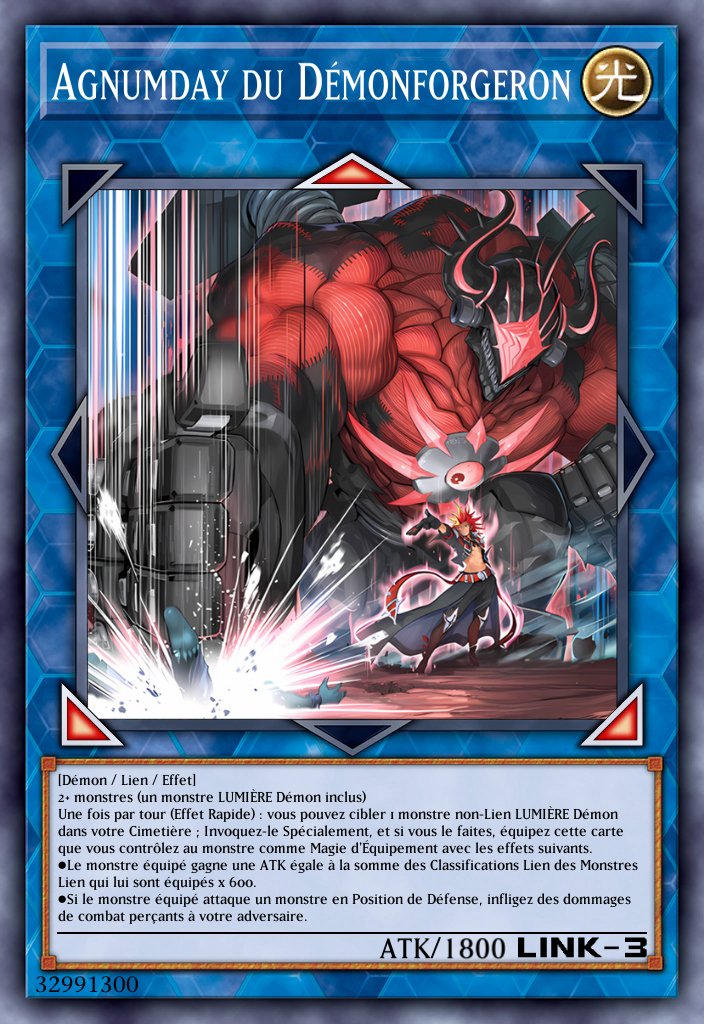 Agnumday du Démonforgeron
光
[Démon / Lien / Effet]
2+ monstres (un monstre LUMIÈRE Démon inclus)
Une fois par tour (Effet Rapide) : vous pouvez cibler 1 monstre non-Lien LUMIÈRE Démon
dans votre Cimetière ; Invoquez-le Spécialement, et si vous le faites, équipez cette carte
que vous contrôlez au monstre comme Magie d'Équipement avec les effets suivants.
●Le monstre équipé gagne une ATK égale à la somme des Classifications Lien des Monstres
Lien qui lui sont équipés x 600.
●Si le monstre équipé attaque un monstre en Position de Défense, infligez des dommages
de combat perçants à votre adversaire.
ATK/1800 LINK-3
32991300